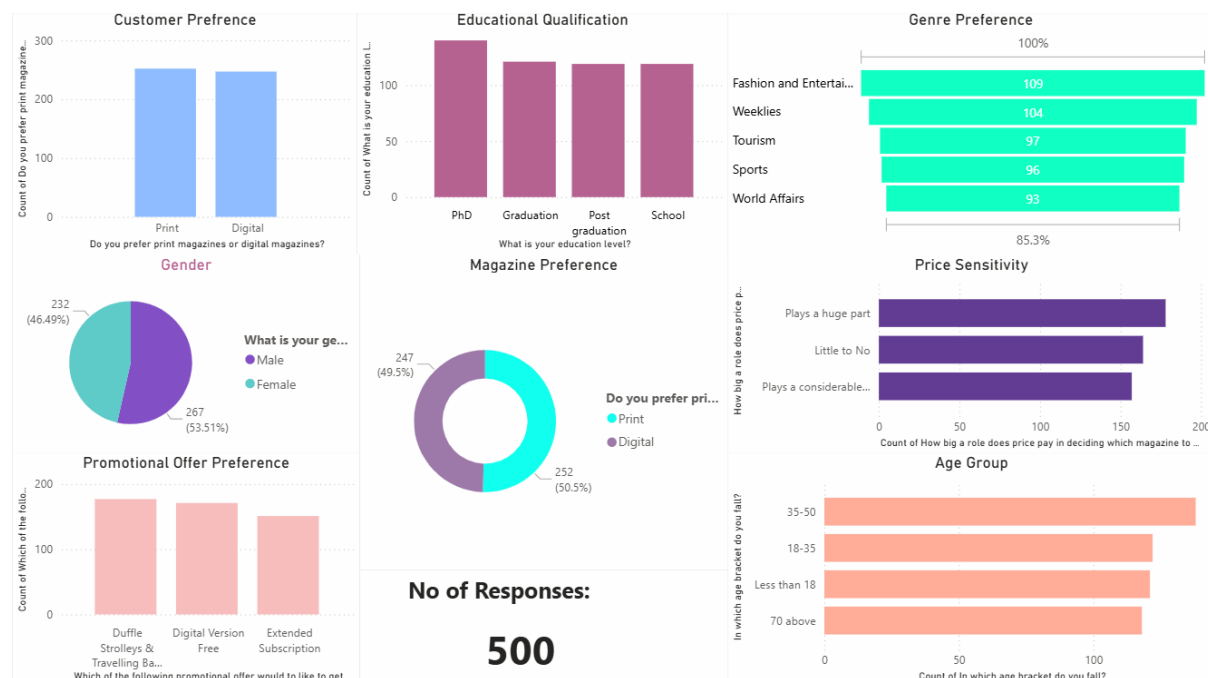 Customer Prefrence
Count of Do you prefer print magazine...
300
200
100
0
Print
Digital
Do you prefer print magazines or digital magazines?
Educational Qualification
Count of What is your education l...
100
50
0
PhD
Graduation
Post
graduation
School
What is your education level?
Genre Preference
100%
Fashion and Entertai...
109
Weeklies
104
Tourism
97
Sports
96
World Affairs
93
85.3%
Gender
232
(46.49%)
267
(53.51%)
What is your ge...
Male
Female
Magazine Preference
247
(49.5%)
252
(50.5%)
Do you prefer pri...
Print
Digital
Price Sensitivity
How big a role does price p...
Plays a huge part
Little to No
Plays a considerable...
0
50
100
150
200
Count of How big a role does price pay in deciding which magazine to ...
Promotional Offer Preference
Count of Which of the follo...
200
100
0
Duffle
Strolleys &
Travelling Ba...
Digital Version
Free
Extended
Subscription
Which of the following promotional offer would to like to get
No of Responses:
500
Age Group
In which age bracket do you fall?
35-50
18-35
Less than 18
70 above
0
50
100
Count of In which age bracket do you fall?